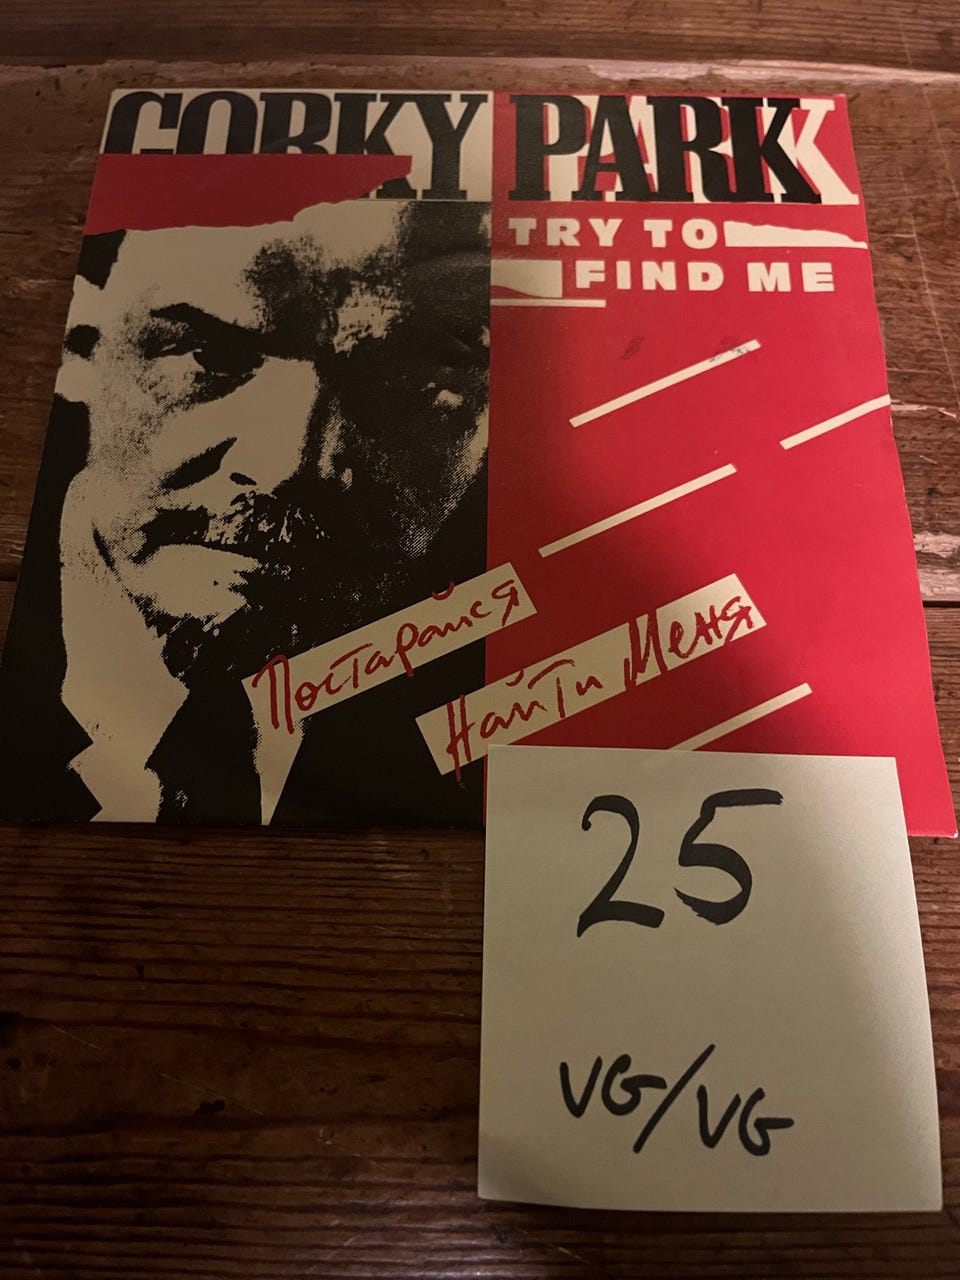 GORKY PARK
TRY TO
FIND ME
Постарайся
Найти Меня
25
VG/VG